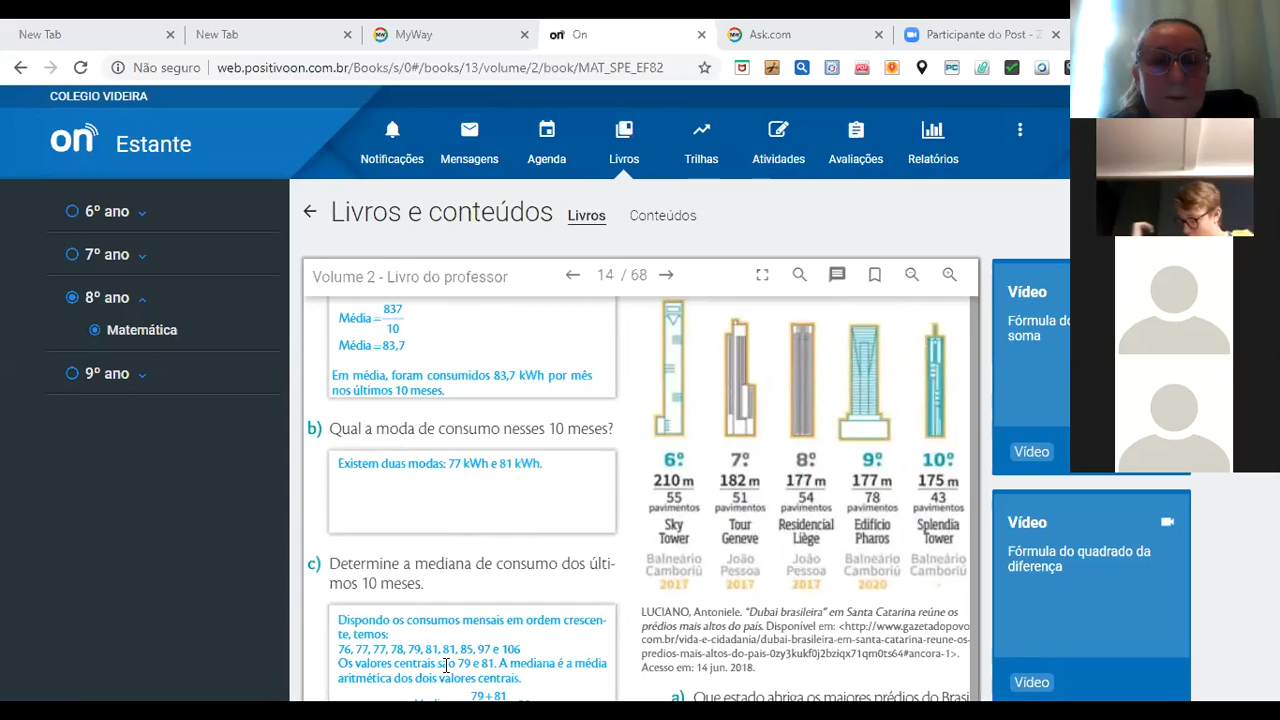 New Tab
New Tab
MyWay
On
Ask.com
Participante do Post - Z
Não seguro
web.positivoon.com.br/Books/s/0#/books/13/volume/2/book/MAT_SPE_EF82
COLEGIO VIDEIRA
on
Estante
Notificações
Mensagens
Agenda
Livros
Trilhas
Atividades
Avaliações
Relatórios
6º ano
7º ano
8º ano
Matemática
9º ano
Livros e conteúdos
Livros
Conteúdos
Volume 2 - Livro do professor
14 / 68
Média = 837
10
Média = 83,7
Em média, foram consumidos 83,7 kWh por mês
nos últimos 10 meses.
b) Qual a moda de consumo nesses 10 meses?
Existem duas modas: 77 kWh e 81 kWh.
c) Determine a mediana de consumo dos últi-
mos 10 meses.
Dispondo os consumos mensais em ordem crescen-
te, temos:
76, 77, 77, 78, 79, 81, 81, 85, 97 e 106
Os valores centrais são 79 e 81. A mediana é a média
aritmética dos dois valores centrais.
79+81
6º 7º 8º 9º 10º
210 m 182 m 177 m 177 m 175 m
55 51 54 78 43
pavimentos pavimentos pavimentos pavimentos pavimentos
Sky Tour Residencial Edifício Splendia
Tower Geneve Liège Pharos Tower
Balneário João João Balneário Balneário
Camboriú Pessoa Pessoa Camboriú Camboriú
2017 2017 2017 2020 -
LUCIANO, Antoniele. "Dubai brasileira" em Santa Catarina reúne os
prédios mais altos do país. Disponível em: <http://www.gazetadopovo
com.br/vida-e-cidadania/dubai-brasileira-em-santa-catarina-reune-os-
predios-mais-altos-do-pais-0zy3kukf0j2bziqx71qm0ts64#ancora-1>.
Acesso em: 14 jun. 2018.
a) Que estado abriga os maiores prédios do Brasi
Vídeo
Fórmula do
soma
Vídeo
Vídeo
Fórmula do quadrado da
diferença
Vídeo